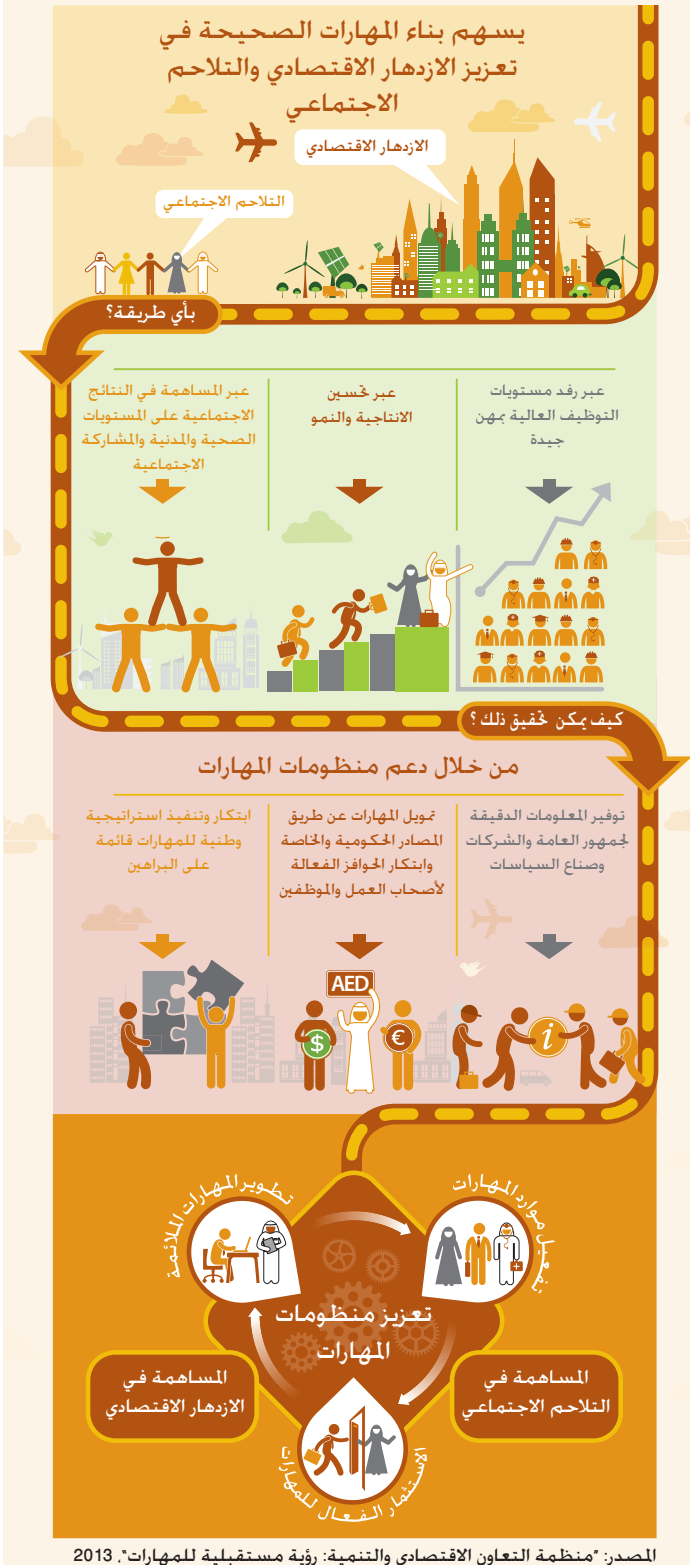 يسهم بناء المهارات الصحيحة في
تعزيز الازدهار الاقتصادي والتلاحم
الاجتماعي
الازدهار الاقتصادي
التلاحم الاجتماعي
بأي طريقة؟
عبر رفد مستويات
التوظيف العالية بمهن
جيدة
عبر تحسين
الانتاجية والنمو
عبر المساهمة في النتائج
الاجتماعية على المستويات
الصحية والمدنية والمشاركة
الاجتماعية
كيف يمكن تحقيق ذلك؟
من خلال دعم منظومات المهارات
توفير المعلومات الدقيقة
لجمهور العامة والشركات
وصناع السياسات
تمويل المهارات عن طريق
المصادر الحكومية والخاصة
وابتكار الحوافز الفعالة
لأصحاب العمل والموظفين
ابتكار وتنفيذ استراتيجية
وطنية للمهارات قائمة
على البراهين
AED
$
€
i
تفعيل موارد المهارات
تطوير المهارات الملائمة
تعزيز منظومات
المهارات
المساهمة في
التلاحم الاجتماعي
المساهمة في
الازدهار الاقتصادي
الاستثمار الفعال للمهارات
المصدر: "منظمة التعاون الاقتصادي والتنمية: رؤية مستقبلية للمهارات"، 2013